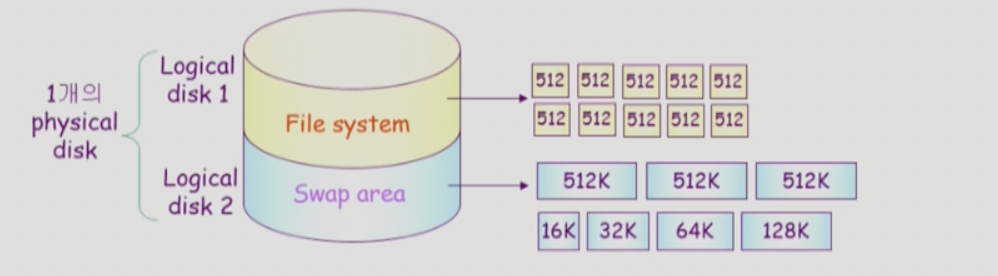 1개의
physical
disk
Logical
disk 1
Logical
disk 2
File system
Swap area
512 512 512 512 512
512 512 512 512 512
512K 512K 512K
16K 32K 64K 128K